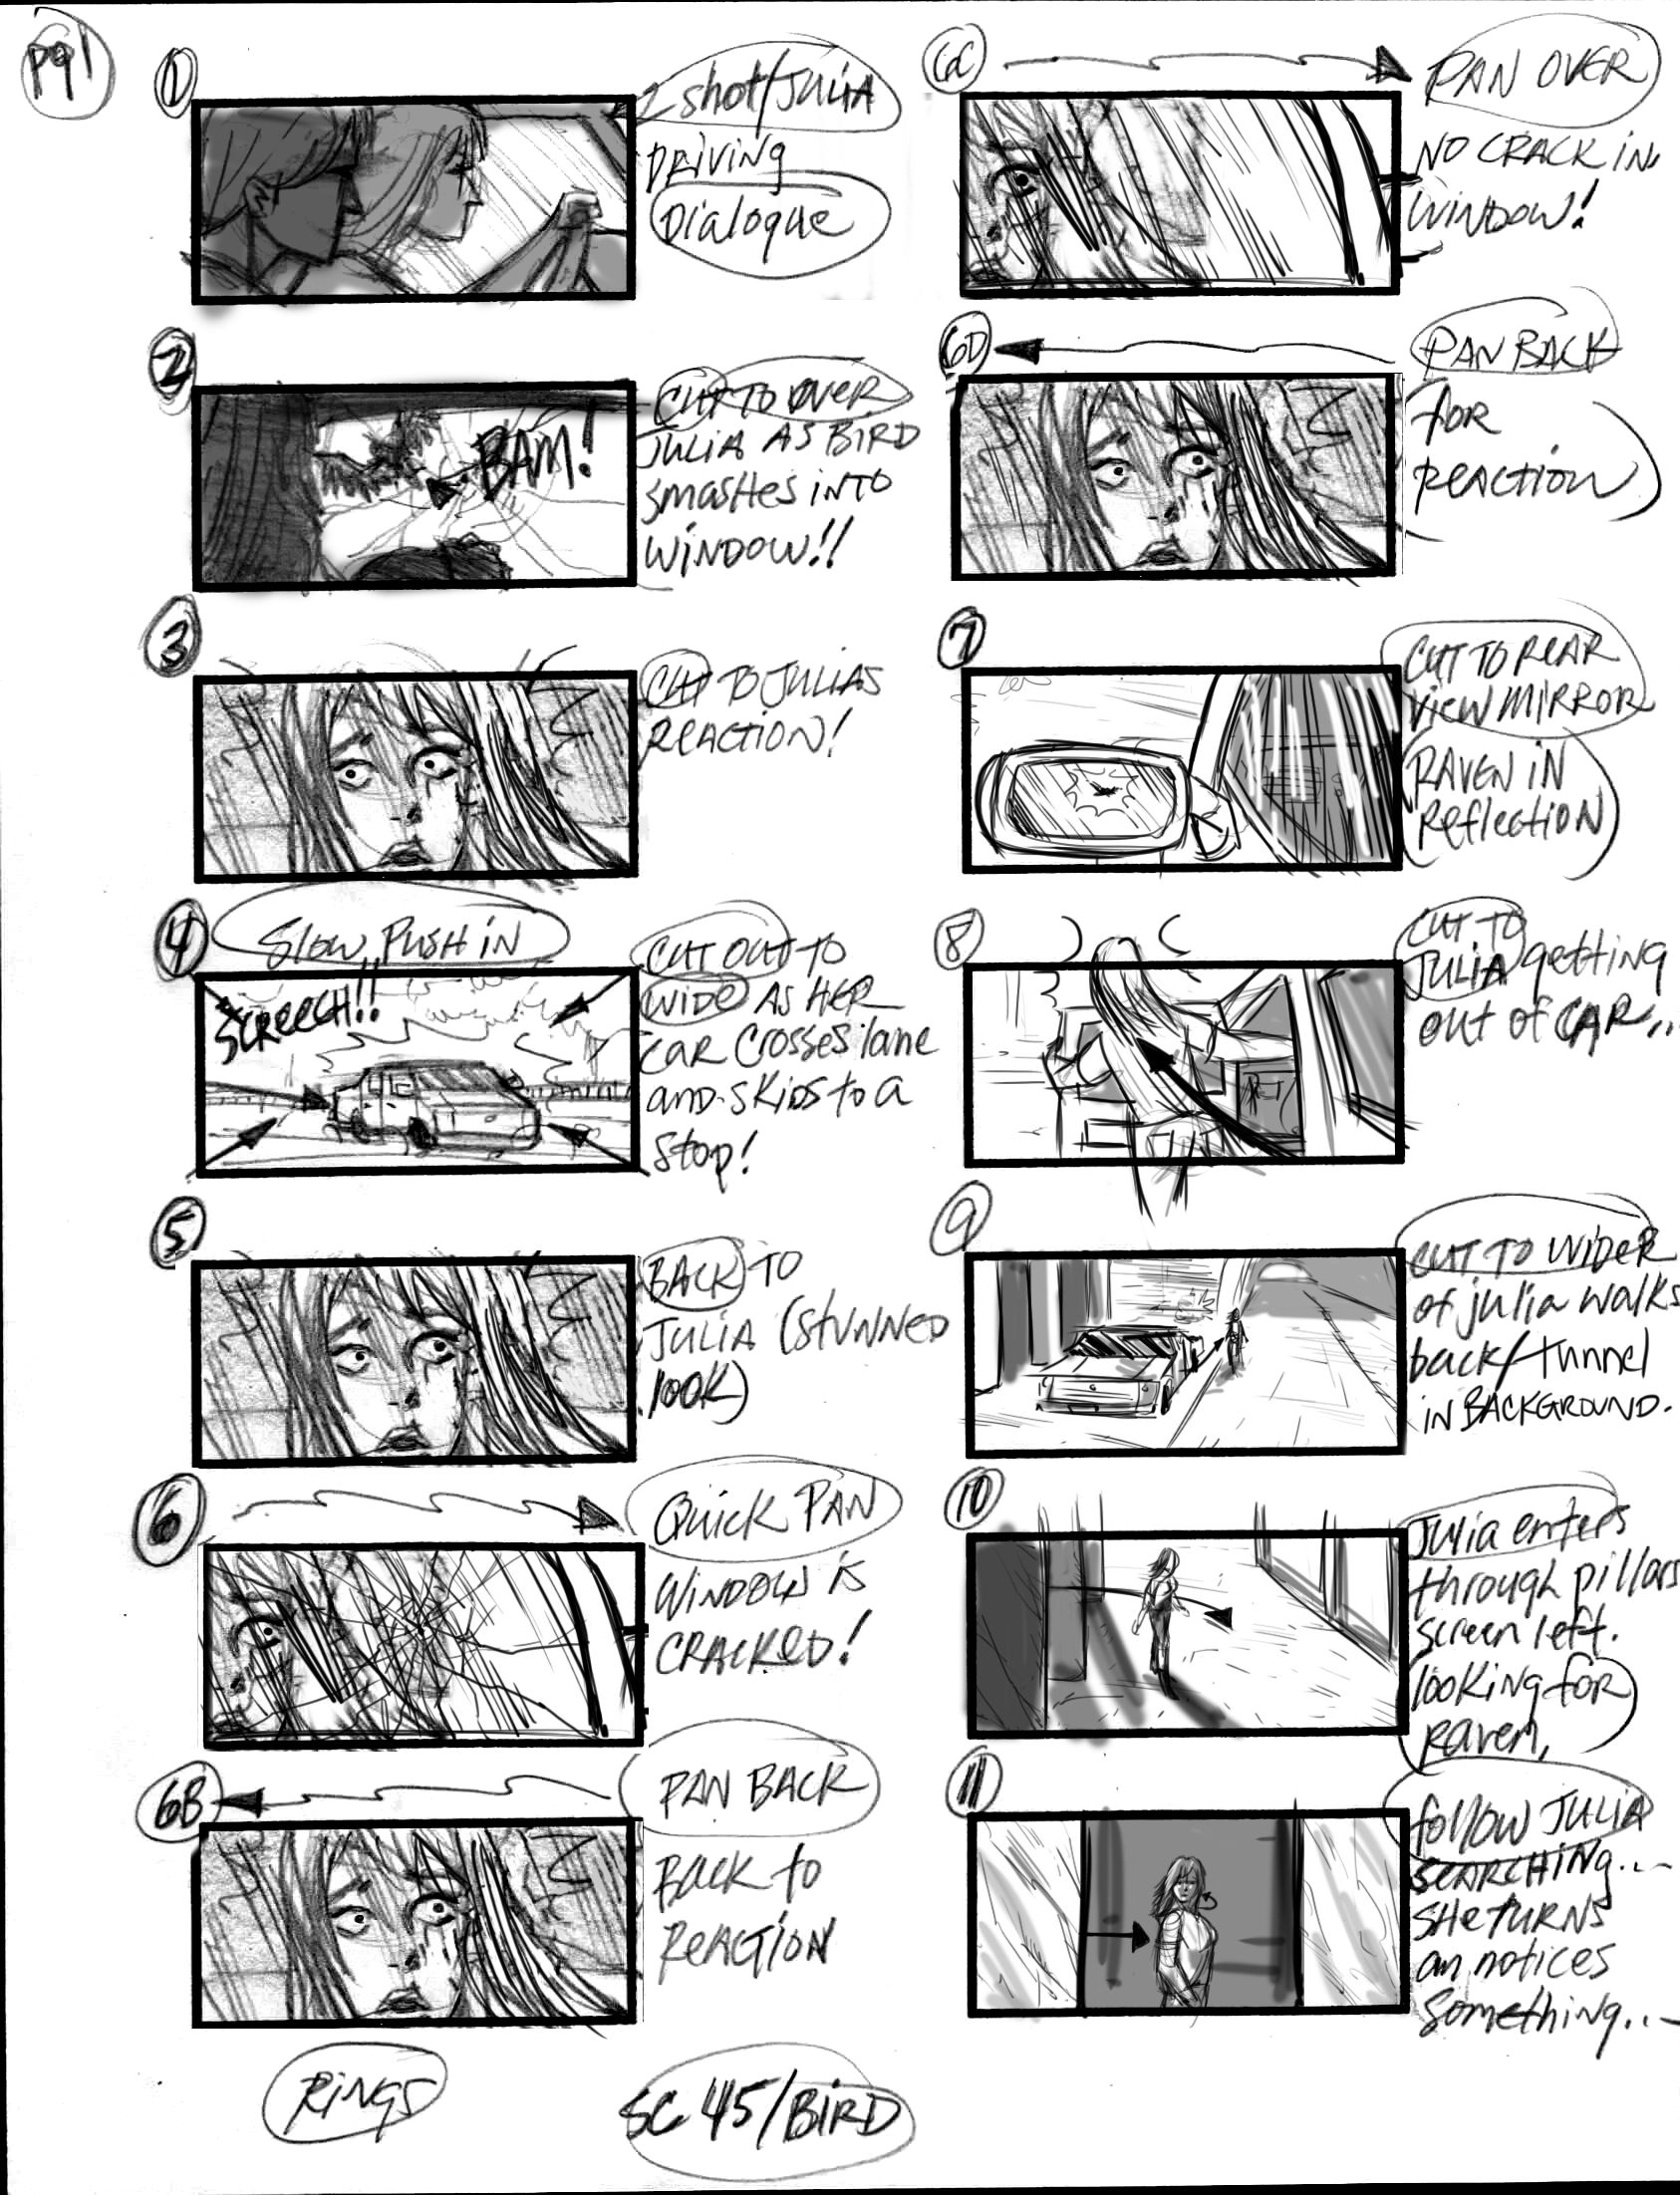 pg 1
1
2 shot/JULIA
DRIVING
Dialogue
2
BAM!
CUT TO OVER
JULIA AS BIRD
SMASHES INTO
WINDOW!!
3
CUT TO JULIAS
REACTION!
4
SLOW PUSH IN
SCREECH!!
CUT OUT TO
WIDE AS HER
CAR CROSSES lane
and SKIDS to a
Stop!
5
BACK TO
JULIA (STUNNED
look)
6
Quick PAN
WINDOW is
CRACKED!
6B
PAN BACK
BACK to
REACTION
6C
PAN OVER
NO CRACK IN
WINDOW!
6D
PAN BACK
for
REACTION
7
CUT TO REAR
VIEW MIRROR
RAVEN IN
Reflection
8
CUT TO
JULIA getting
out of CAR..
9
CUT TO WIDER
of julia walks
back/tunnel
IN BACKGROUND.
10
Julia enters
through pillars
screen left.
looking for
raven,
11
follow JULIA
SEARCHING...
SHE TURNS
an notices
Something...
RINGS
SC 45/BIRD